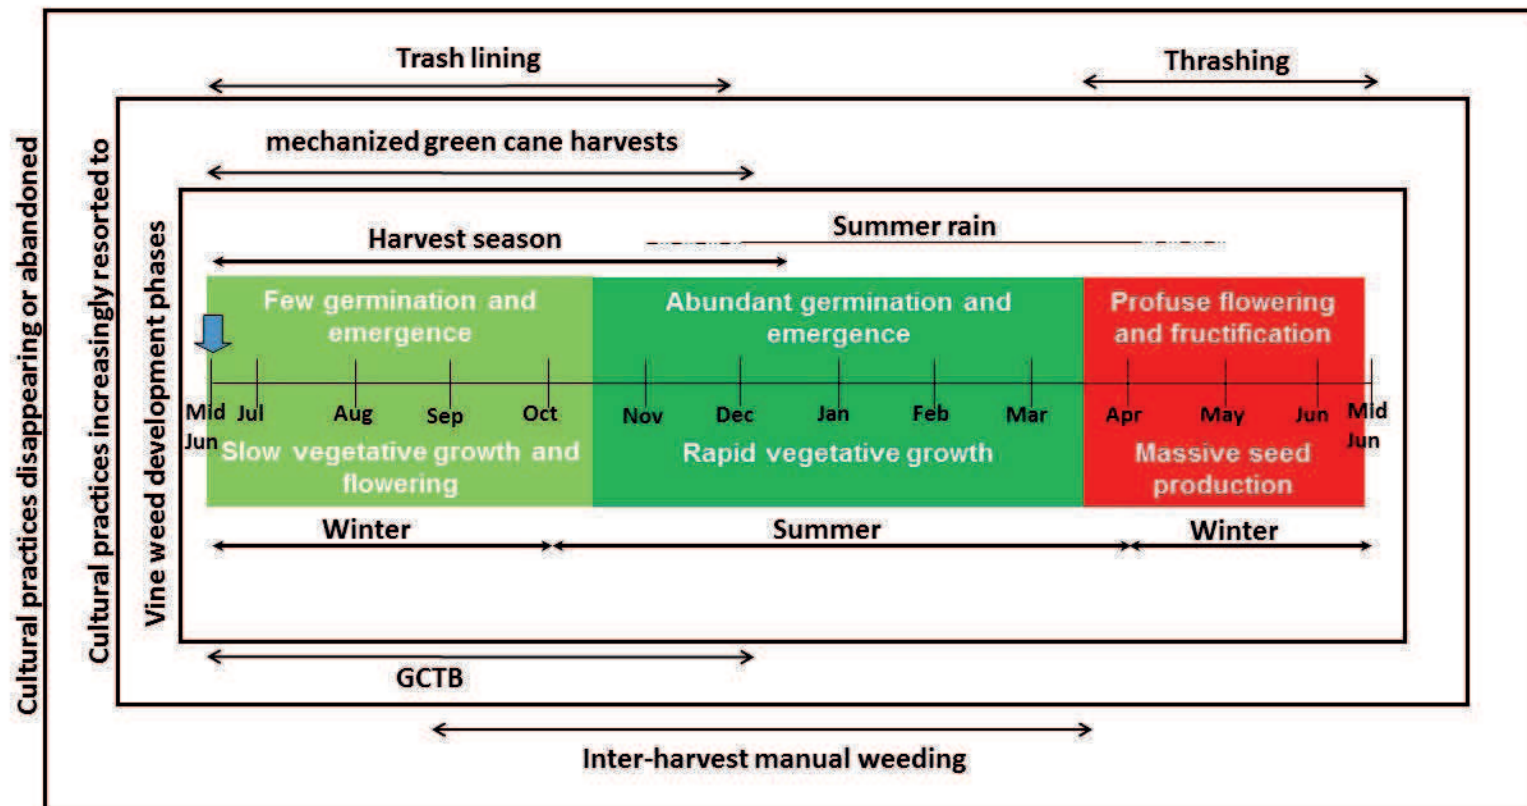 Cultural practices disappearing or abandoned
Cultural practices increasingly resorted to
Vine weed development phases
Trash lining
Thrashing
mechanized green cane harvests
Harvest season
Summer rain
Few germination and
emergence
Abundant germination and
emergence
Profuse flowering
and fructification
Mid
Jun
Jul
Aug
Sep
Oct
Nov
Dec
Jan
Feb
Mar
Apr
May
Jun
Mid
Jun
Slow vegetative growth and
flowering
Rapid vegetative growth
Massive seed
production
Winter
Summer
Winter
GCTB
Inter-harvest manual weeding